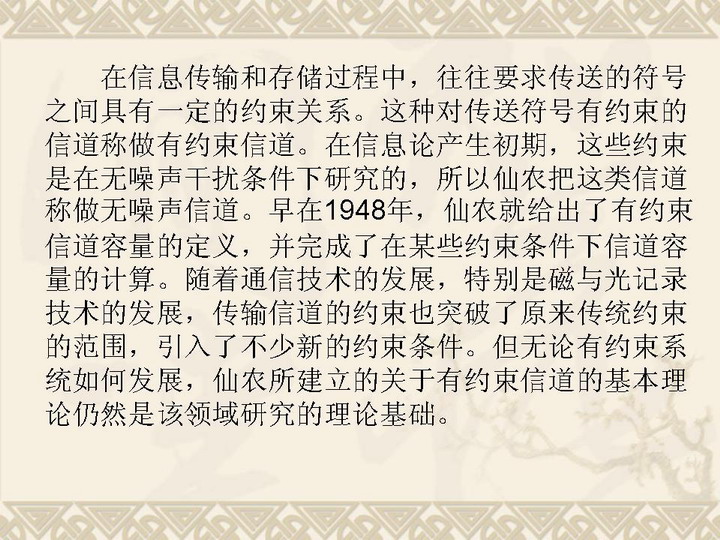 在信息传输和存储过程中，往往要求传送的符号
之间具有一定的约束关系。这种对传送符号有约束的
信道称做有约束信道。在信息论产生初期，这些约束
是在无噪声干扰条件下研究的，所以仙农把这类信道
称做无噪声信道。早在1948年，仙农就给出了有约束
信道容量的定义，并完成了在某些约束条件下信道容
量的计算。随着通信技术的发展，特别是磁与光记录
技术的发展，传输信道的约束也突破了原来传统约束
的范围，引入了不少新的约束条件。但无论有约束系
统如何发展，仙农所建立的关于有约束信道的基本理
论仍然是该领域研究的理论基础。